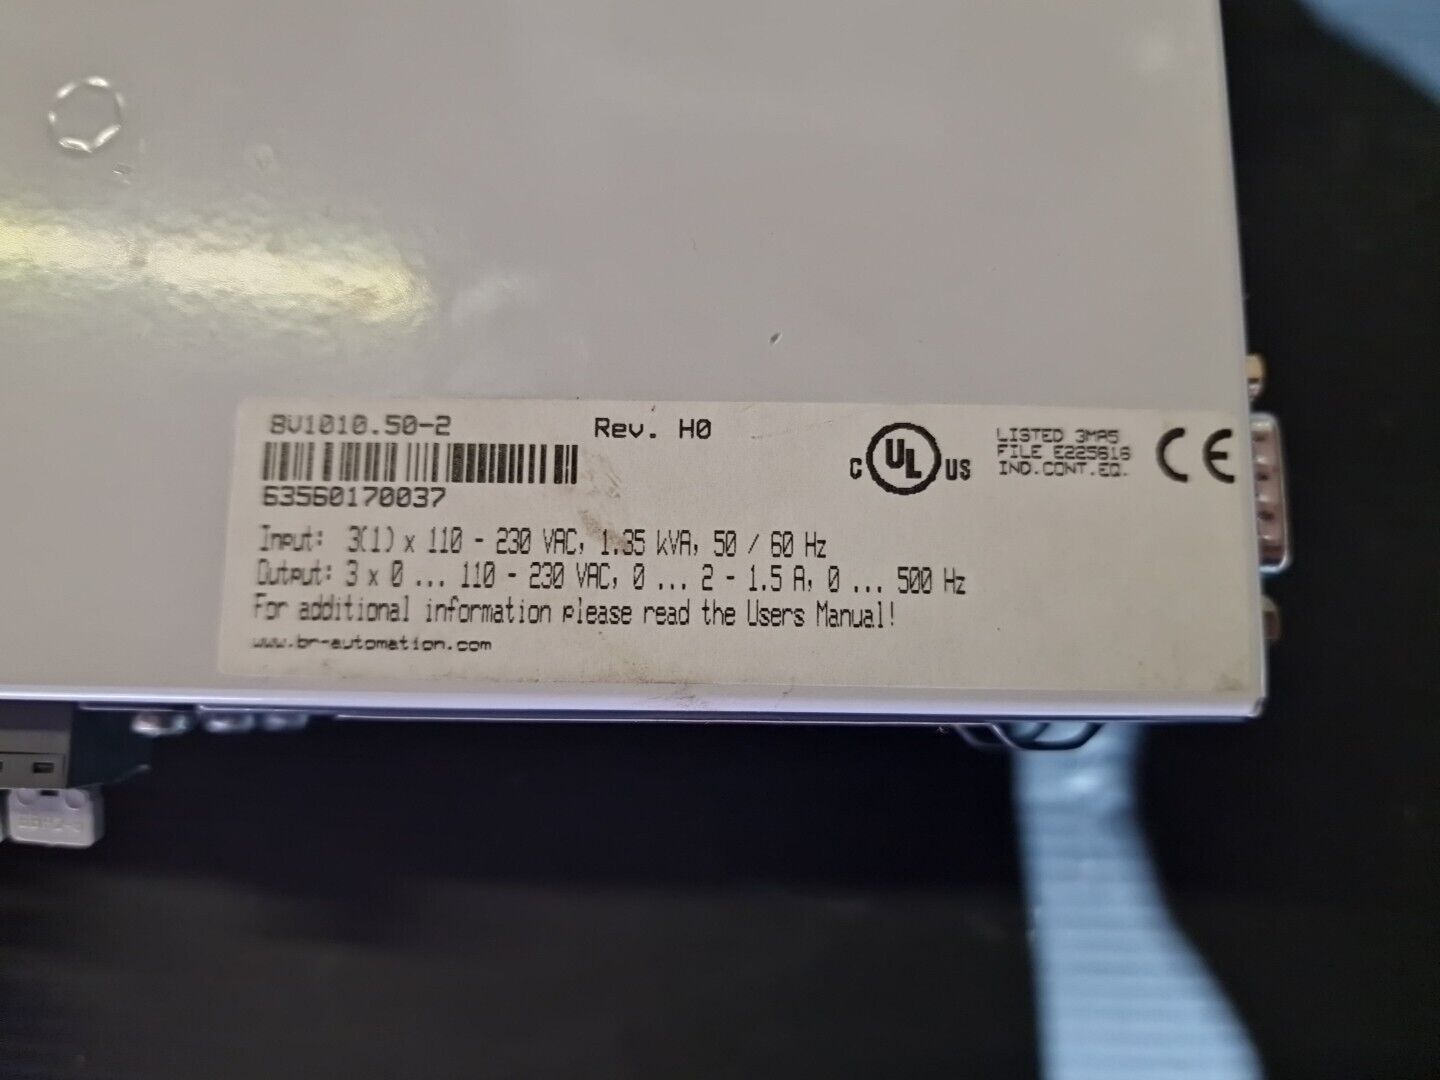 8V1010.50-2 Rev. H0
63560170037
c UL US LISTED 3MA5
FILE E225616
IND.CONT.EQ.
CE
Input: 3(1) x 110 - 230 VAC, 1.35 kVA, 50 / 60 Hz
Output: 3 x 0 ... 110 - 230 VAC, 0 ... 2 - 1.5 A, 0 ... 500 Hz
For additional information please read the Users Manual!
www.br-automation.com